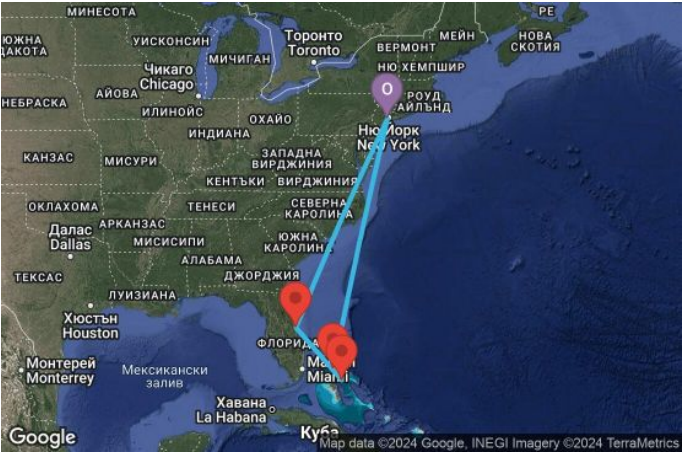 МИНЕСОТА
PE
ЮЖНА
ДАКОТА
УИСКОНСИН
Торонто
Toronto
МЕЙН
НОВА
СКОТИЯ
ВЕРМОНТ
МИЧИГАН
НЮ ХЕМПШИР
Чикаго
Chicago
O
АЙОВА
РОУД
АЙЛЪНД
НЕБРАСКА
ИЛИНОЙС
ОХАЙО
Ню Йорк
New York
ИНДИАНА
КАНЗАС
МИСУРИ
ЗАПАДНА
ВИРДЖИНИЯ
КЕНТЪКИ
ВИРДЖИНИЯ
ОКЛАХОМА
ТЕНЕСИ
СЕВЕРНА
КАРОЛИНА
АРКАНЗАС
Далас
Dallas
МИСИСИПИ
ЮЖНА
КАРОЛИНА
АЛАБАМА
ТЕКСАС
ДЖОРДЖИЯ
ЛУИЗИАНА
Хюстън
Houston
ФЛОРИДА
Монтерей
Monterrey
Мексикански
залив
Miami
Хавана
La Habana
Куба
Google
Map data ©2024 Google, INEGI Imagery ©2024 TerraMetrics